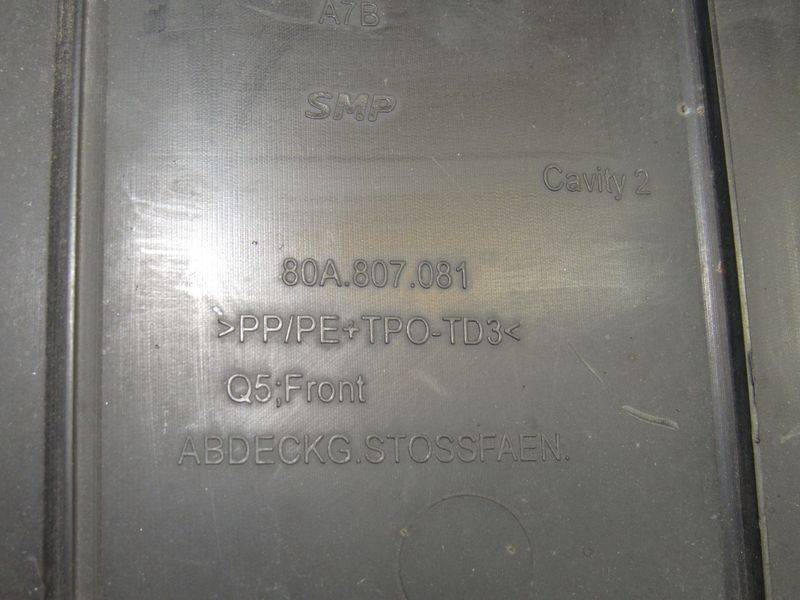 A7B
SMP
Cavity 2
80A.807.081
>PP/PE+TPO-TD3<
Q5;Front
ABDECKG.STOSSFAEN.